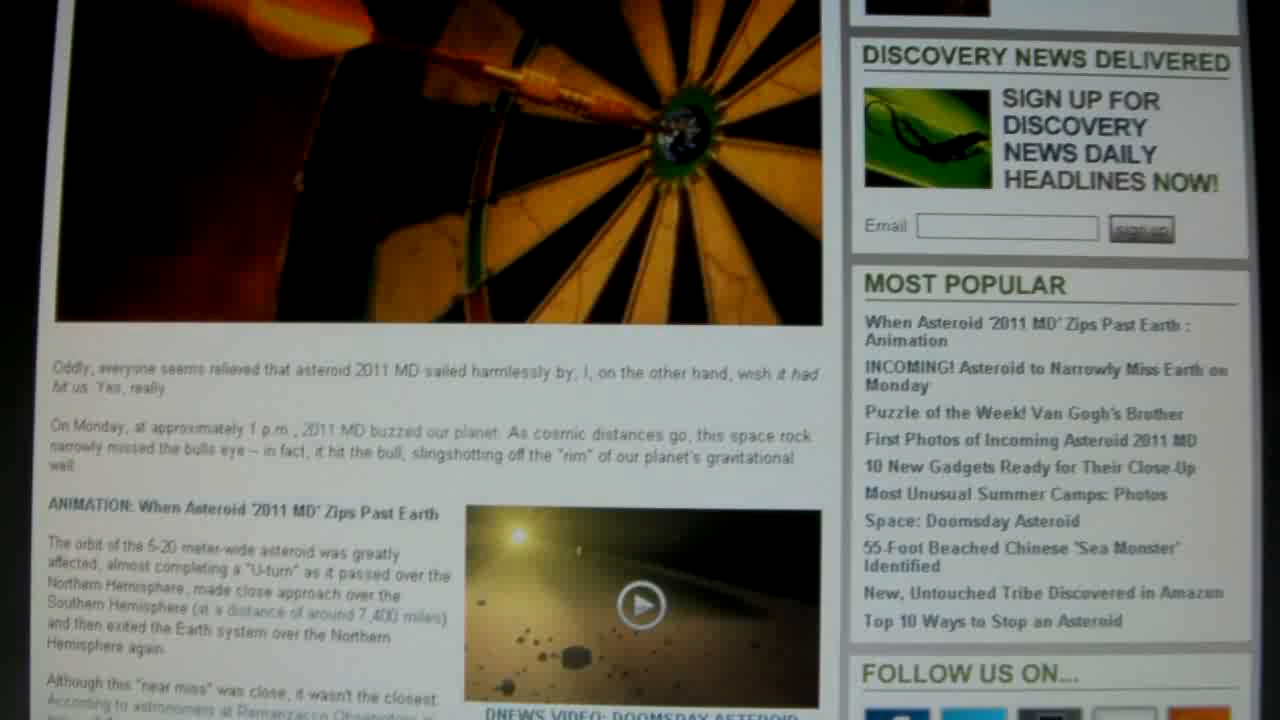 Oddly, everyone seems relieved that asteroid 2011 MD sailed harmlessly by; I, on the other hand, wish it had
hit us. Yes, really.
On Monday, at approximately 1 p.m., 2011 MD buzzed our planet. As cosmic distances go, this space rock
narrowly missed the bulls eye -- in fact, it hit the bull, slingshotting off the "rim" of our planet's gravitational
well.
ANIMATION: When Asteroid '2011 MD' Zips Past Earth
The orbit of the 5-20 meter-wide asteroid was greatly
affected, almost completing a "U-turn" as it passed over the
Northern Hemisphere, made close approach over the
Southern Hemisphere (at a distance of around 7,400 miles)
and then exited the Earth system over the Northern
Hemisphere again.
Although this "near miss" was close, it wasn't the closest.
According to astronomers at Remanzacco Observatory in
DNEWS VIDEO: DOOMSDAY ASTEROID
DISCOVERY NEWS DELIVERED
SIGN UP FOR
DISCOVERY
NEWS DAILY
HEADLINES NOW!
Email
sign up
MOST POPULAR
When Asteroid '2011 MD' Zips Past Earth :
Animation
INCOMING! Asteroid to Narrowly Miss Earth on
Monday
Puzzle of the Week! Van Gogh's Brother
First Photos of Incoming Asteroid 2011 MD
10 New Gadgets Ready for Their Close-Up
Most Unusual Summer Camps: Photos
Space: Doomsday Asteroid
55-Foot Beached Chinese 'Sea Monster'
Identified
New, Untouched Tribe Discovered in Amazon
Top 10 Ways to Stop an Asteroid
FOLLOW US ON...